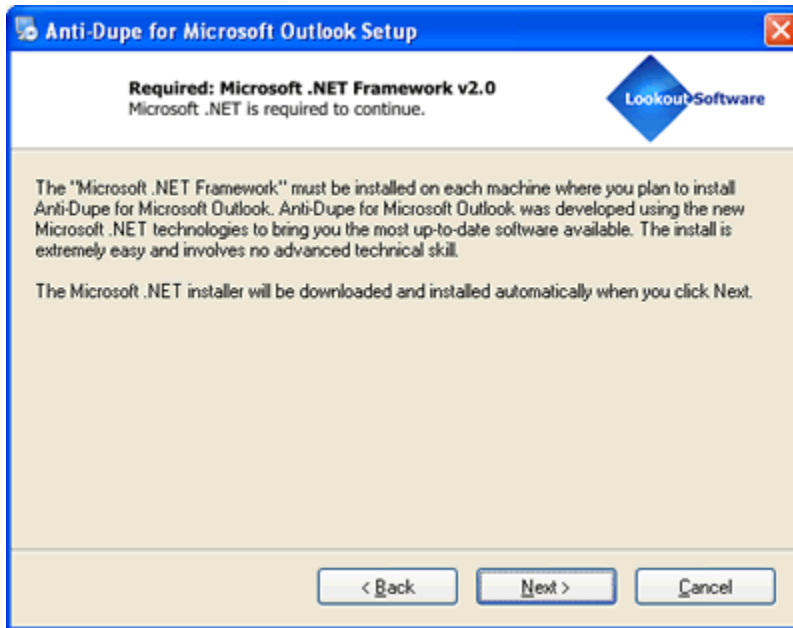 Anti-Dupe for Microsoft Outlook Setup
Required: Microsoft .NET Framework v2.0
Microsoft .NET is required to continue.
Lookout Software
The "Microsoft .NET Framework" must be installed on each machine where you plan to install
Anti-Dupe for Microsoft Outlook. Anti-Dupe for Microsoft Outlook was developed using the new
Microsoft .NET technologies to bring you the most up-to-date software available. The install is
extremely easy and involves no advanced technical skill.
The Microsoft .NET installer will be downloaded and installed automatically when you click Next.
< Back Next > Cancel